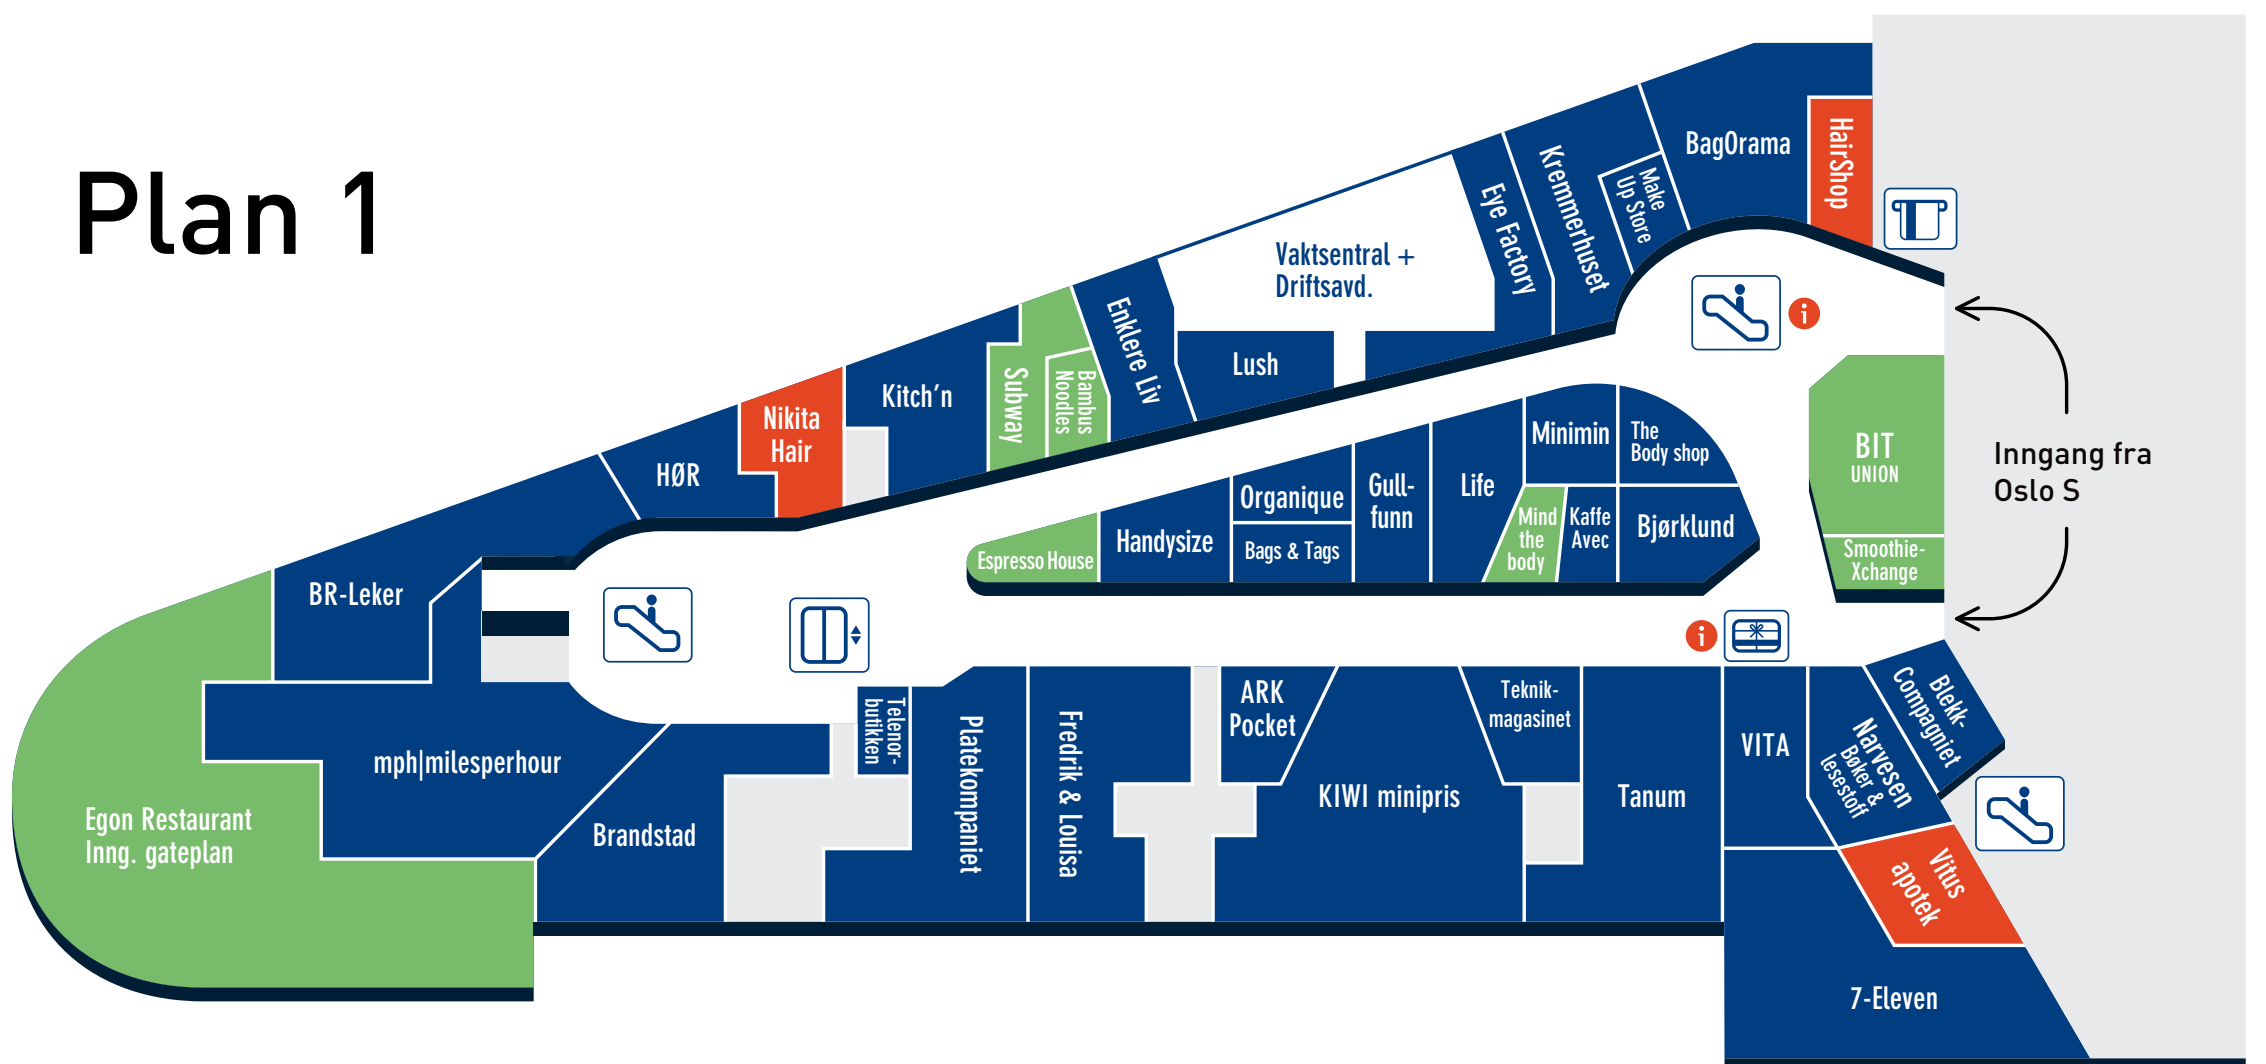 Plan 1
BagOrama
HairShop
Make
Up Store
Kremmerhuset
Eye Factory
Vaktsentral +
Driftsavd.
Lush
Enklere Liv
Bambus
Noodles
Subway
Kitch'n
Nikita
Hair
HØR
BR-Leker
mph|milesperhour
Egon Restaurant
Inng. gateplan
Brandstad
Espresso House
Handysize
Organique
Bags & Tags
Gull-
funn
Life
Minimin
The
Body shop
Mind
the
body
Kaffe
Avec
Bjørklund
BIT
UNION
Smoothie-
Xchange
Inngang fra
Oslo S
i
i
Telenor-
butikken
Platekompaniet
Fredrik & Louisa
ARK
Pocket
KIWI minipris
Teknik-
magasinet
Tanum
VITA
Narvesen
Bøker &
lesestoff
Blekk-
Compagniet
Vitus
apotek
7-Eleven